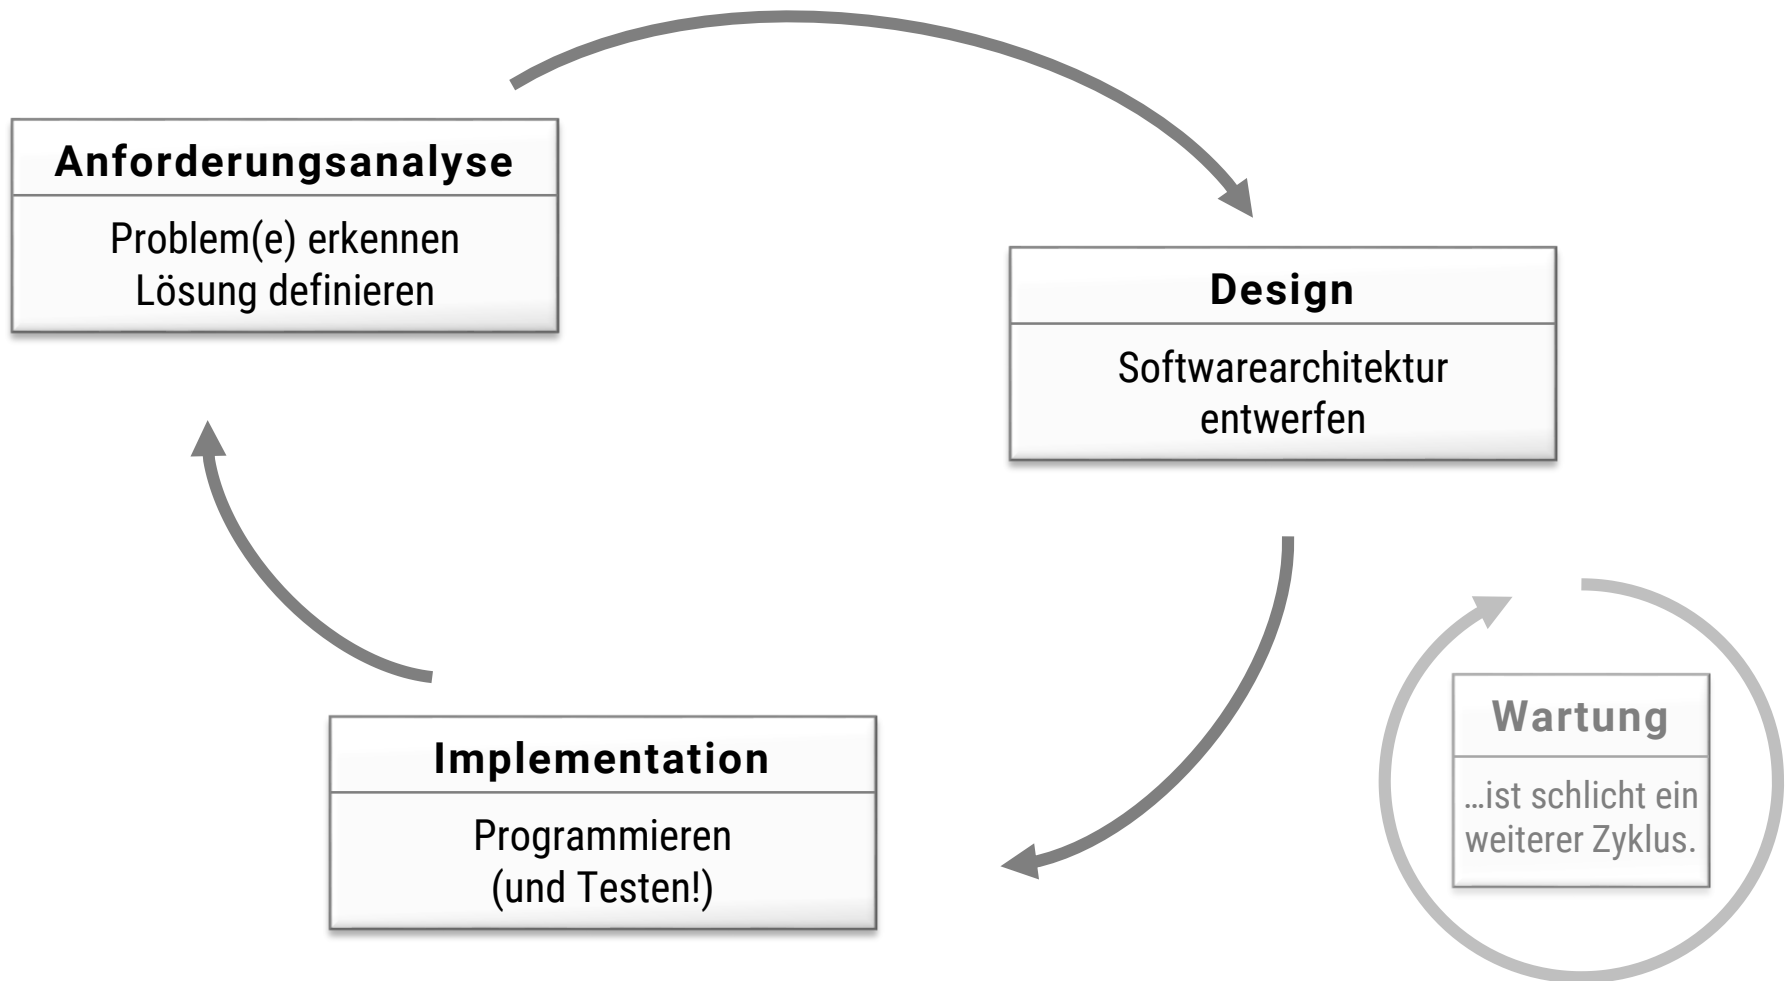 Anforderungsanalyse
Problem(e) erkennen
Lösung definieren
Design
Softwarearchitektur
entwerfen
Implementation
Programmieren
(und Testen!)
Wartung
…ist schlicht ein
weiterer Zyklus.